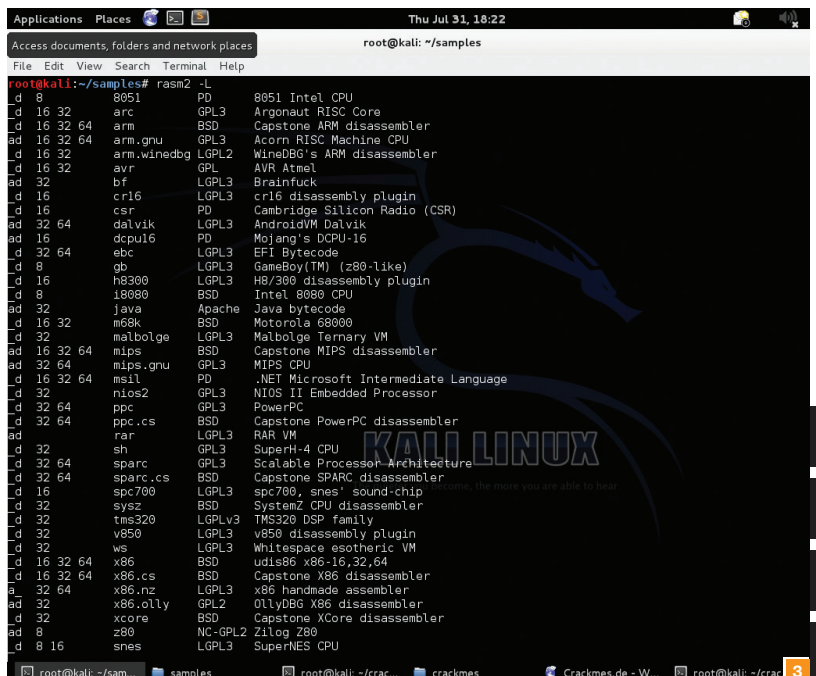 Applications Places Thu Jul 31, 18:22
Access documents, folders and network places root@kali: ~/samples
File Edit View Search Terminal Help
root@kali:~/samples# rasm2 -L
_d 8 8051 PD 8051 Intel CPU
_d 16 32 arc GPL3 Argonaut RISC Core
_d 16 32 64 arm BSD Capstone ARM disassembler
ad 16 32 64 arm.gnu GPL3 Acorn RISC Machine CPU
_d 16 32 arm.winedbg LGPL2 WineDBG's ARM disassembler
_d 16 32 avr GPL AVR Atmel
ad 32 bf LGPL3 Brainfuck
_d 16 cr16 LGPL3 cr16 disassembly plugin
_d 16 csr PD Cambridge Silicon Radio (CSR)
ad 32 64 dalvik LGPL3 AndroidVM Dalvik
ad 16 dcpu16 PD Mojang's DCPU-16
_d 32 64 ebc LGPL3 EFI Bytecode
_d 8 gb LGPL3 GameBoy(TM) (z80-like)
_d 16 h8300 LGPL3 H8/300 disassembly plugin
_d 8 i8080 BSD Intel 8080 CPU
ad 32 java Apache Java bytecode
_d 16 32 m68k BSD Motorola 68000
_d 32 malbolge LGPL3 Malbolge Ternary VM
ad 16 32 64 mips BSD Capstone MIPS disassembler
ad 32 64 mips.gnu GPL3 MIPS CPU
_d 16 32 64 msil PD .NET Microsoft Intermediate Language
_d 32 nios2 GPL3 NIOS II Embedded Processor
_d 32 64 ppc GPL3 PowerPC
_d 32 64 ppc.cs BSD Capstone PowerPC disassembler
ad rar LGPL3 RAR VM
_d 32 sh GPL3 SuperH-4 CPU
KALI LINUX
_d 32 64 sparc GPL3 Scalable Processor Architecture
_d 32 64 sparc.cs BSD Capstone SPARC disassembler
_d 16 spc700 LGPL3 spc700, snes' sound-chip
become, the more you are able to hear
_d 32 sysz BSD SystemZ CPU disassembler
_d 32 tms320 LGPLv3 TMS320 DSP family
_d 32 v850 LGPL3 v850 disassembly plugin
_d 32 ws LGPL3 Whitespace esotheric VM
_d 16 32 64 x86 BSD udis86 x86-16,32,64
_d 16 32 64 x86.cs BSD Capstone X86 disassembler
a_ 32 64 x86.nz LGPL3 x86 handmade assembler
ad 32 x86.olly GPL2 OllyDBG X86 disassembler
_d 32 xcore BSD Capstone XCore disassembler
ad 8 z80 NC-GPL2 Zilog Z80
_d 8 16 snes LGPL3 SuperNES CPU
root@kali: ~/sam... samples root@kali: ~/crac... crackmes Crackmes.de - W... root@kali: ~/crac 3